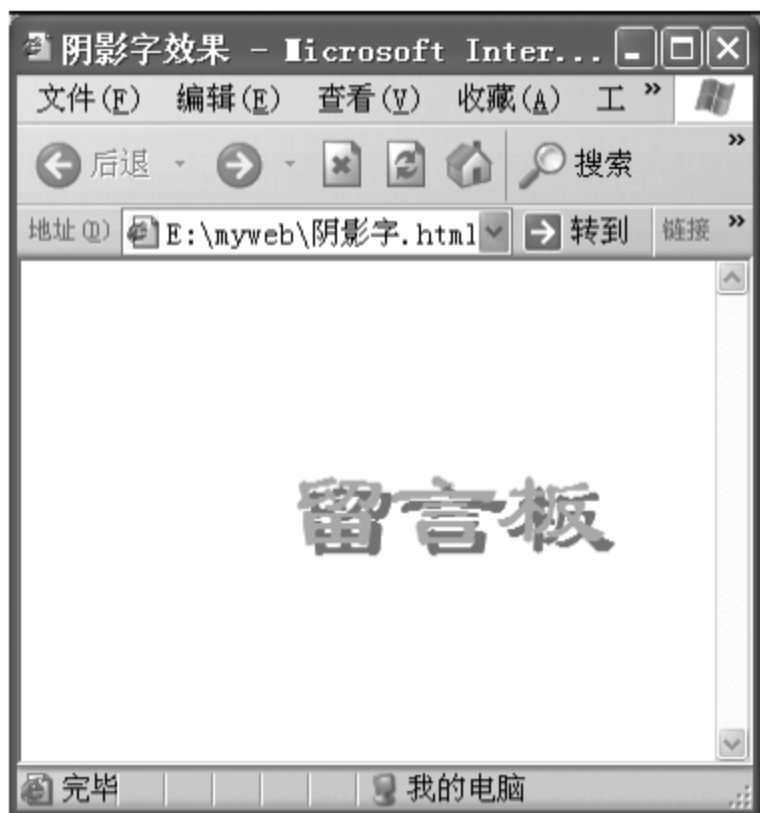 阴影字效果 - Microsoft Inter...
文件(F) 编辑(E) 查看(V) 收藏(A) 工 »
后退 搜索 »
地址(D) E:\myweb\阴影字.html 转到 链接 »
留言板
完毕 我的电脑